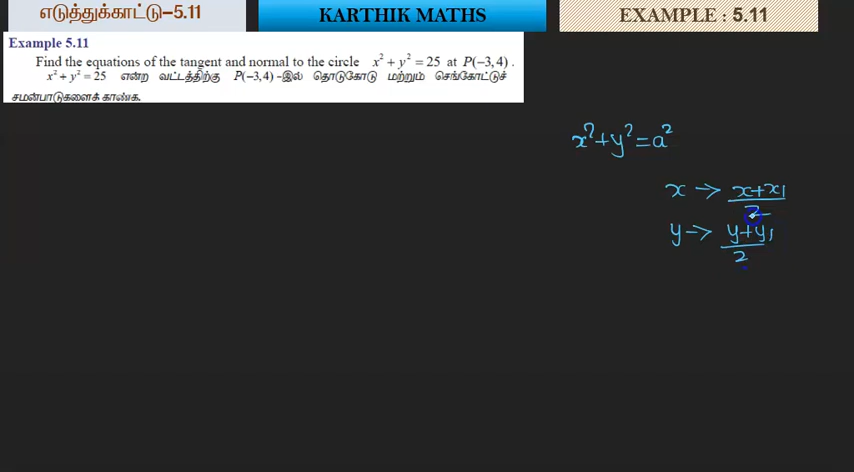 எடுத்துக்காட்டு–5.11
KARTHIK MATHS
EXAMPLE : 5.11
Example 5.11
Find the equations of the tangent and normal to the circle x² + y² = 25 at P(−3, 4) .
x² + y² = 25 என்ற வட்டத்திற்கு P(−3,4) -இல் தொடுகோடு மற்றும் செங்கோட்டுச்
சமன்பாடுகளைக் காண்க.
x² + y² = a²
x → x+x₁/2
y → y+y₁/2